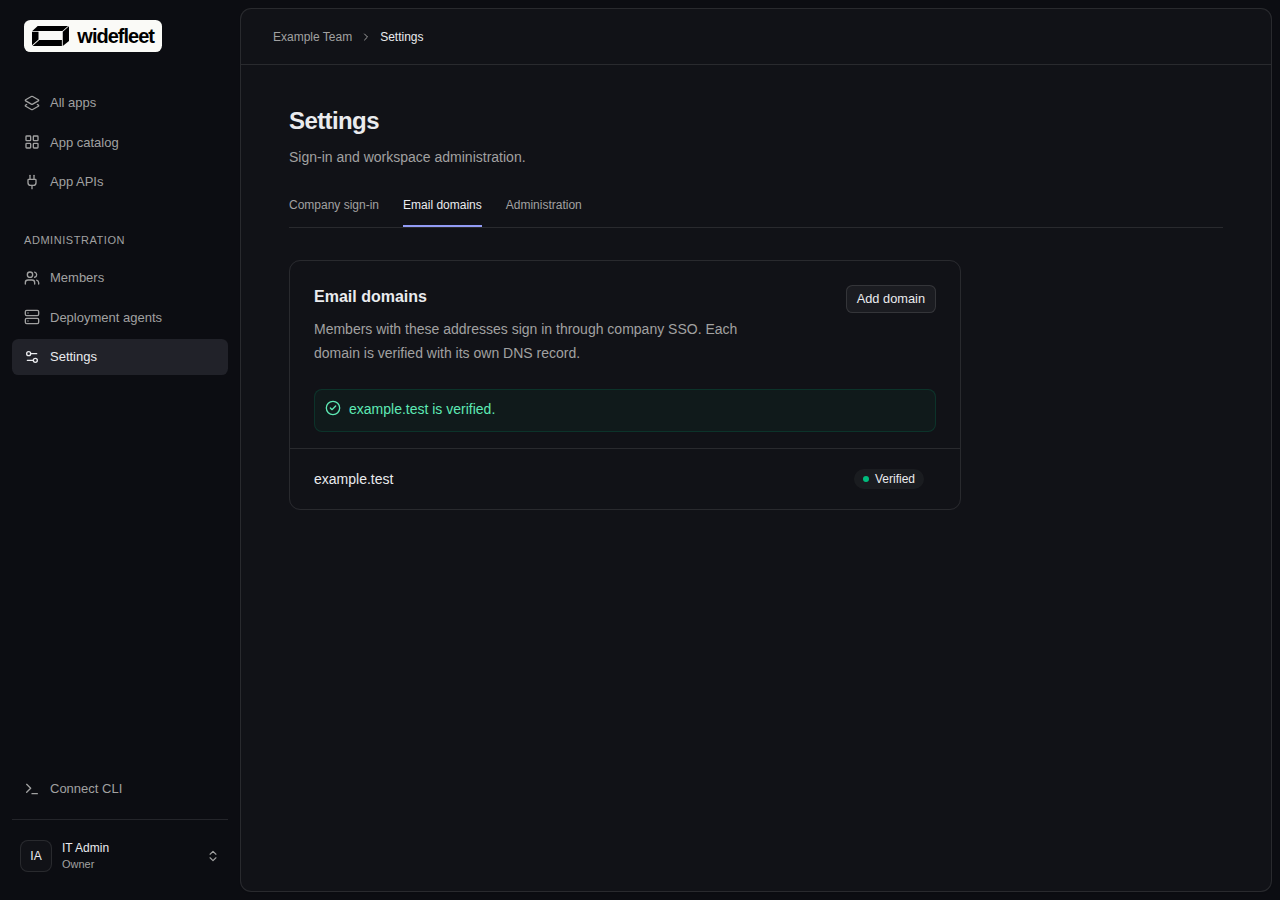 widefleet
All apps
App catalog
App APIs
ADMINISTRATION
Members
Deployment agents
Settings
Connect CLI
IA
IT Admin
Owner
Example Team
Settings
Settings
Sign-in and workspace administration.
Company sign-in
Email domains
Administration
Email domains
Add domain
Members with these addresses sign in through company SSO. Each
domain is verified with its own DNS record.
example.test is verified.
example.test
Verified